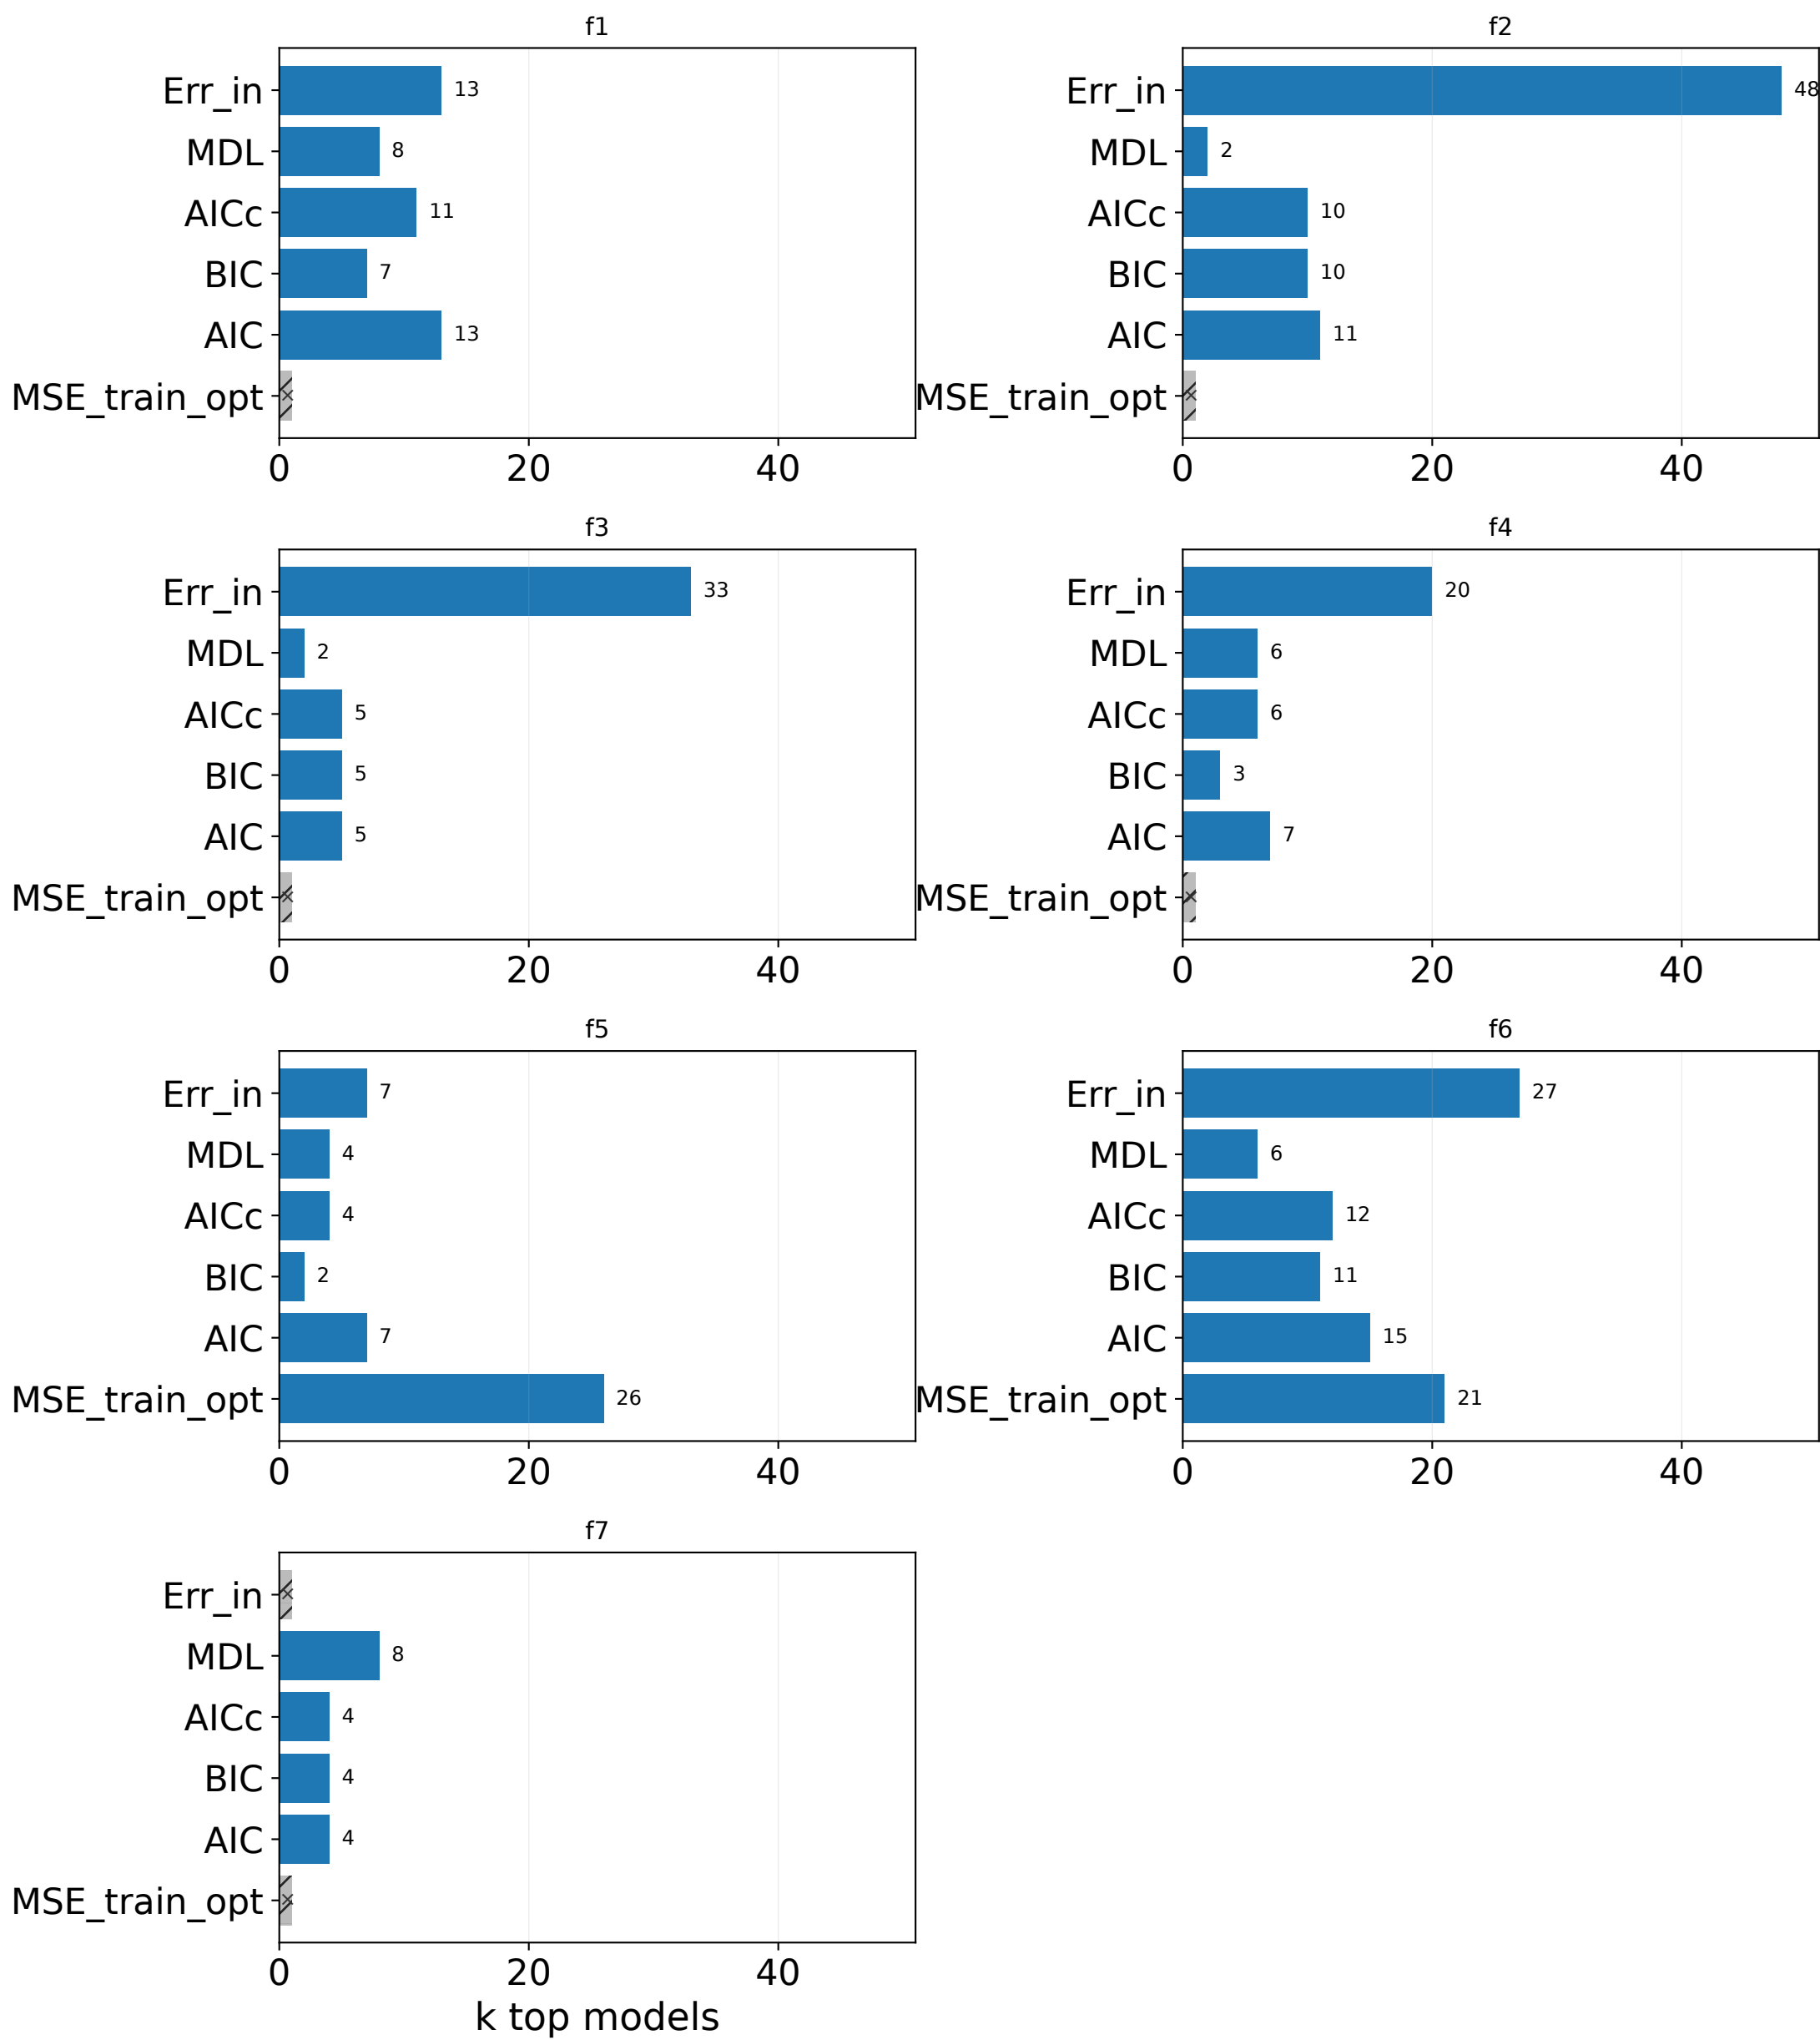 f1
Err_in 13
MDL 8
AICc 11
BIC 7
AIC 13
MSE_train_opt ×
0 20 40
f2
Err_in 48
MDL 2
AICc 10
BIC 10
AIC 11
MSE_train_opt ×
0 20 40
f3
Err_in 33
MDL 2
AICc 5
BIC 5
AIC 5
MSE_train_opt ×
0 20 40
f4
Err_in 20
MDL 6
AICc 6
BIC 3
AIC 7
MSE_train_opt ×
0 20 40
f5
Err_in 7
MDL 4
AICc 4
BIC 2
AIC 7
MSE_train_opt 26
0 20 40
f6
Err_in 27
MDL 6
AICc 12
BIC 11
AIC 15
MSE_train_opt 21
0 20 40
f7
Err_in ×
MDL 8
AICc 4
BIC 4
AIC 4
MSE_train_opt ×
0 20 40
k top models